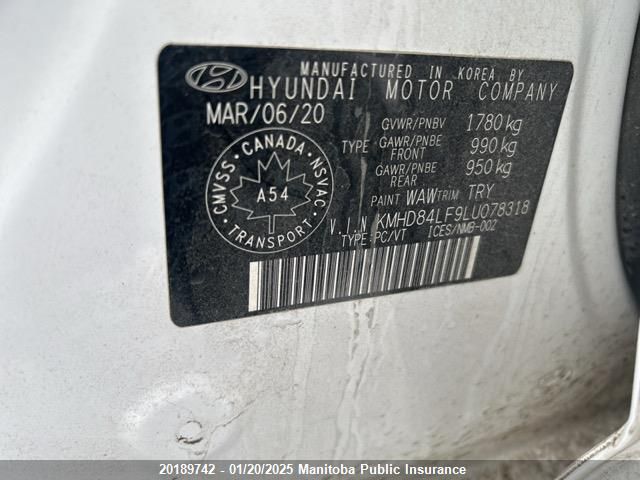 MANUFACTURED IN KOREA BY
HYUNDAI MOTOR COMPANY
MAR/06/20
GVWR/PNBV 1780 kg
TYPE GAWR/PNBE FRONT 990 kg
GAWR/PNBE REAR 950 kg
PAINT WAW TRIM TRY
V.I.N KMHD84LF9LU078318
TYPE:PC/VT ICES/NMB-002
CMVSS · CANADA · NSVAC
A54
TRANSPORT
20189742 - 01/20/2025 Manitoba Public Insurance